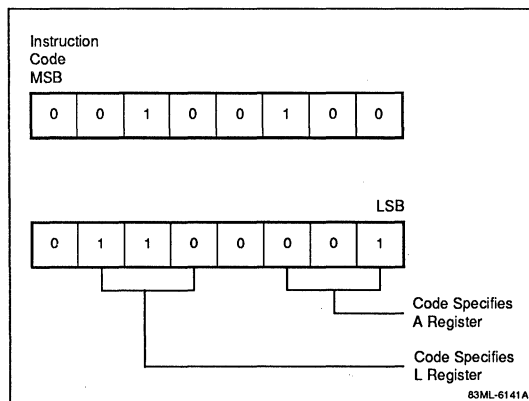 Instruction
Code
MSB
0 0 1 0 0 1 0 0
LSB
0 1 1 0 0 0 0 1
Code Specifies
A Register
Code Specifies
L Register
83ML-6141A